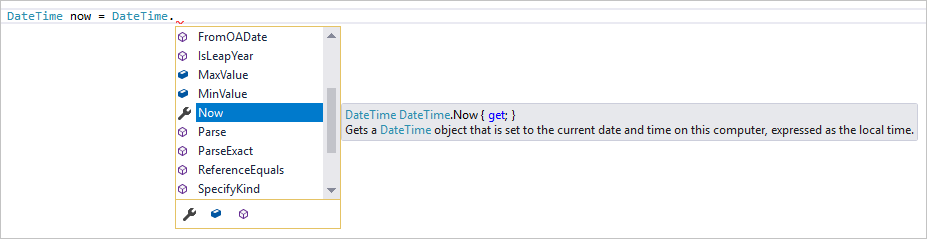 DateTime now = DateTime.
FromOADate
IsLeapYear
MaxValue
MinValue
Now
Parse
ParseExact
ReferenceEquals
SpecifyKind
DateTime DateTime.Now { get; }
Gets a DateTime object that is set to the current date and time on this computer, expressed as the local time.